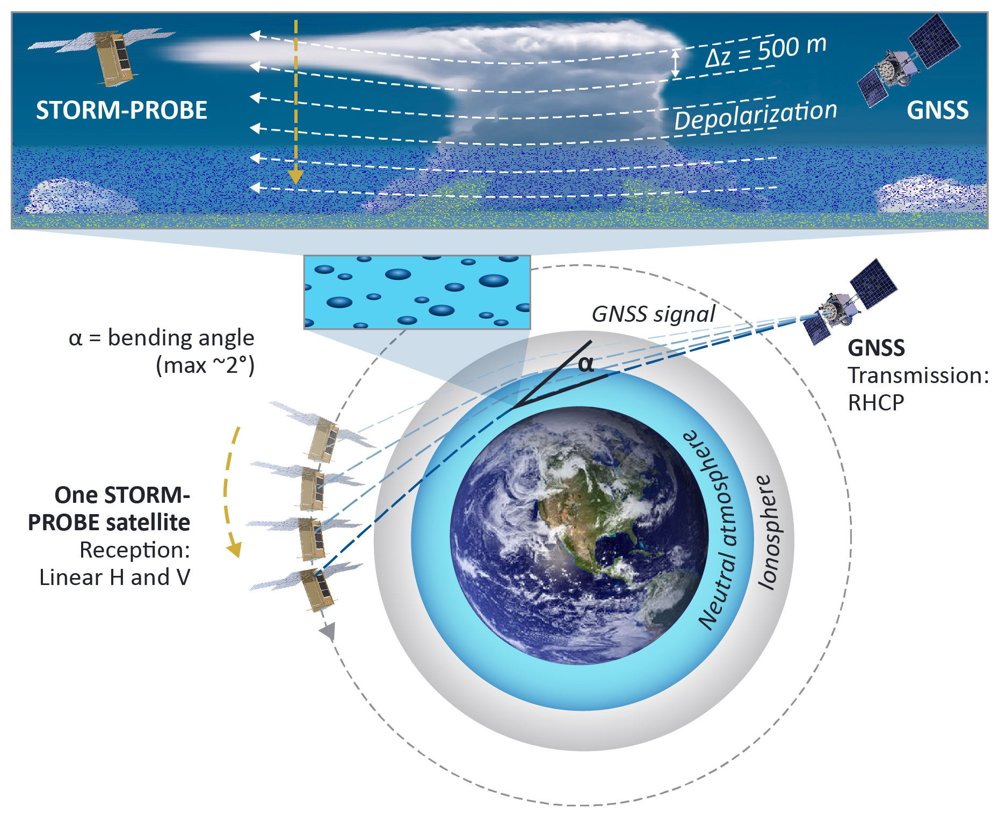 STORM-PROBE
Δz = 500 m
Depolarization
GNSS
GNSS signal
α = bending angle
(max ~2°)
α
GNSS
Transmission:
RHCP
One STORM-
PROBE satellite
Reception:
Linear H and V
Neutral atmosphere
Ionosphere